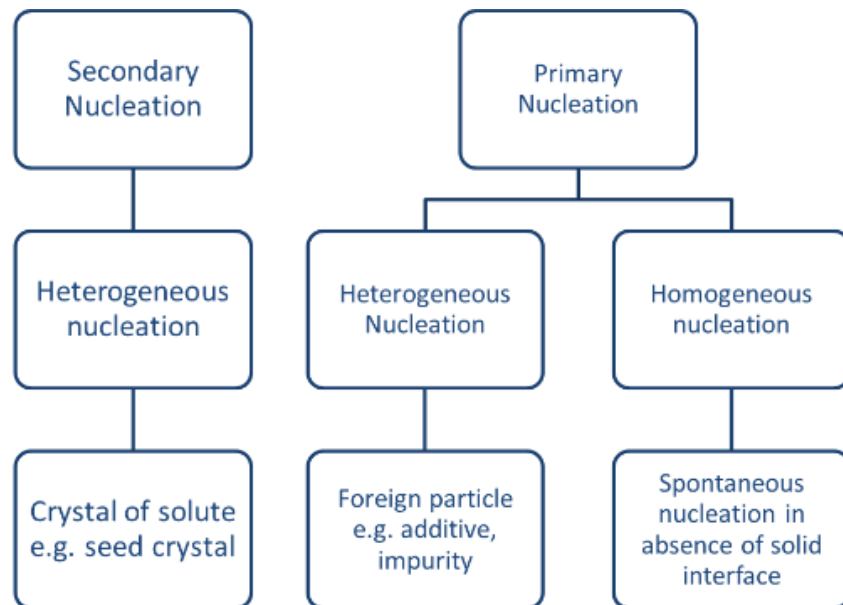 Secondary
Nucleation
Primary
Nucleation
Heterogeneous
nucleation
Heterogeneous
Nucleation
Homogeneous
nucleation
Crystal of solute
e.g. seed crystal
Foreign particle
e.g. additive,
impurity
Spontaneous
nucleation in
absence of solid
interface